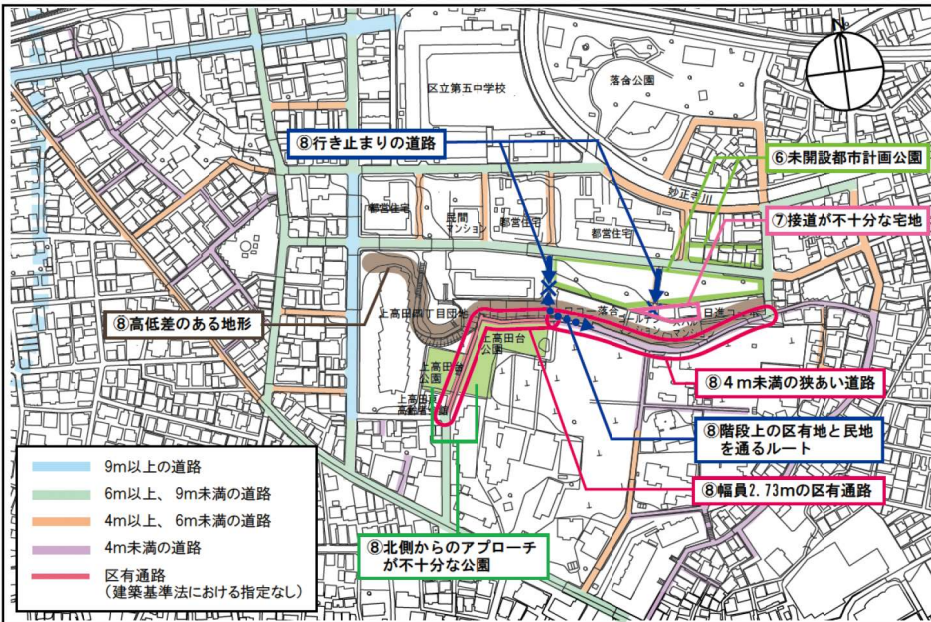 N
区立第五中学校
落合公園
⑧行き止まりの道路
⑥未開設都市計画公園
妙正寺川
⑦接道が不十分な宅地
都営住宅
民間
マンション
都営住宅
都営住宅
⑧高低差のある地形
上高田四丁目団地
上高田台
公園
上高田台
公園
⑧4m未満の狭あい道路
⑧階段上の区有地と民地
を通るルート
⑧幅員2.73mの区有通路
⑧北側からのアプローチ
が不十分な公園
9m以上の道路
6m以上、9m未満の道路
4m以上、6m未満の道路
4m未満の道路
区有通路
(建築基準法における指定なし)